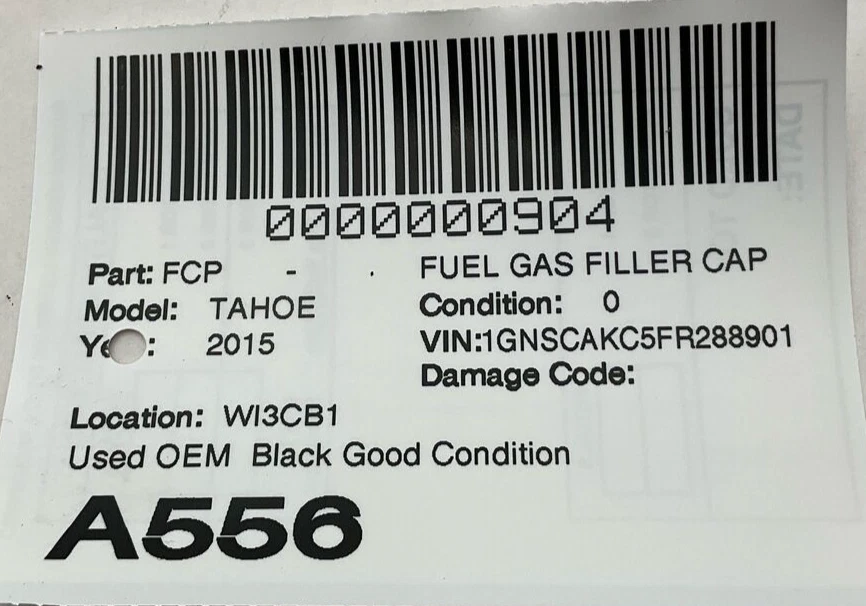 0000000904
Part: FCP - . FUEL GAS FILLER CAP
Model: TAHOE Condition: 0
Ye : 2015 VIN:1GNSCAKC5FR288901
Damage Code:
Location: WI3CB1
Used OEM Black Good Condition
A556